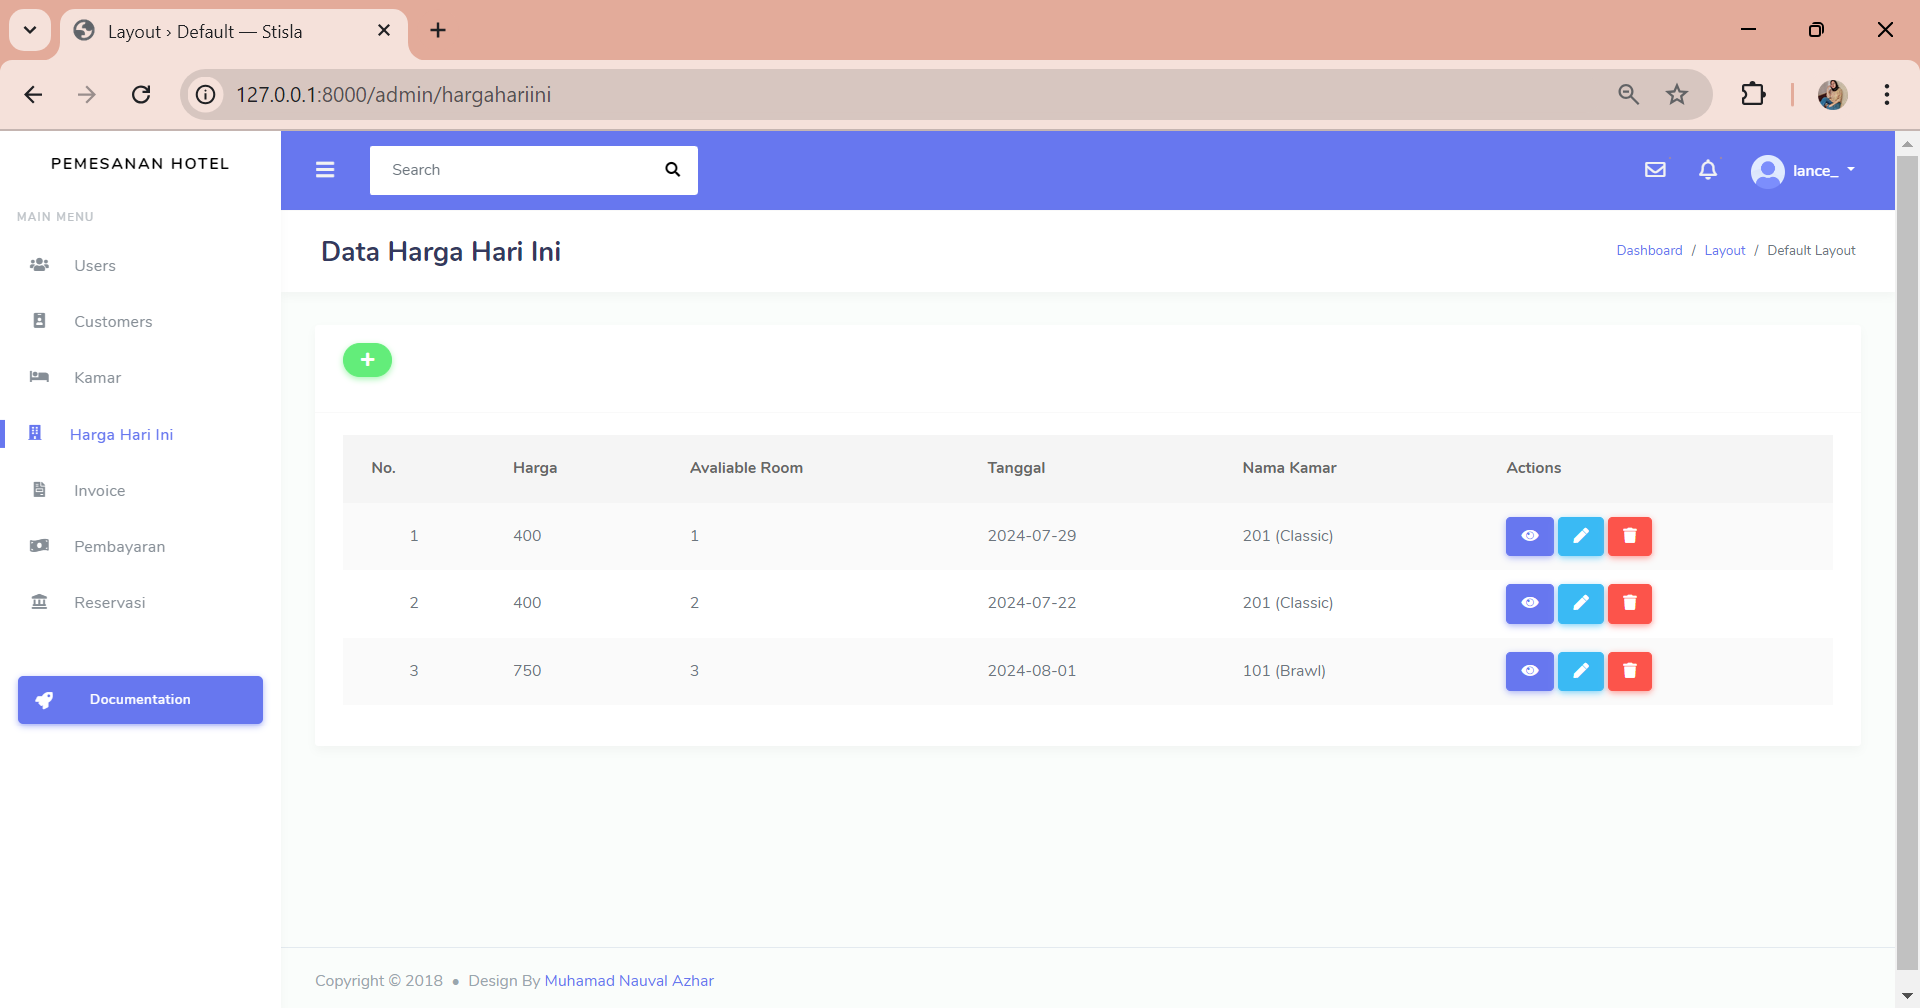 Layout › Default — Stisla
127.0.0.1:8000/admin/hargahariini
PEMESANAN HOTEL
Search
lance_
MAIN MENU
Users
Customers
Kamar
Harga Hari Ini
Invoice
Pembayaran
Reservasi
Documentation
Data Harga Hari Ini
Dashboard / Layout / Default Layout
No. Harga Avaliable Room Tanggal Nama Kamar Actions
1 400 1 2024-07-29 201 (Classic)
2 400 2 2024-07-22 201 (Classic)
3 750 3 2024-08-01 101 (Brawl)
Copyright © 2018 • Design By Muhamad Nauval Azhar